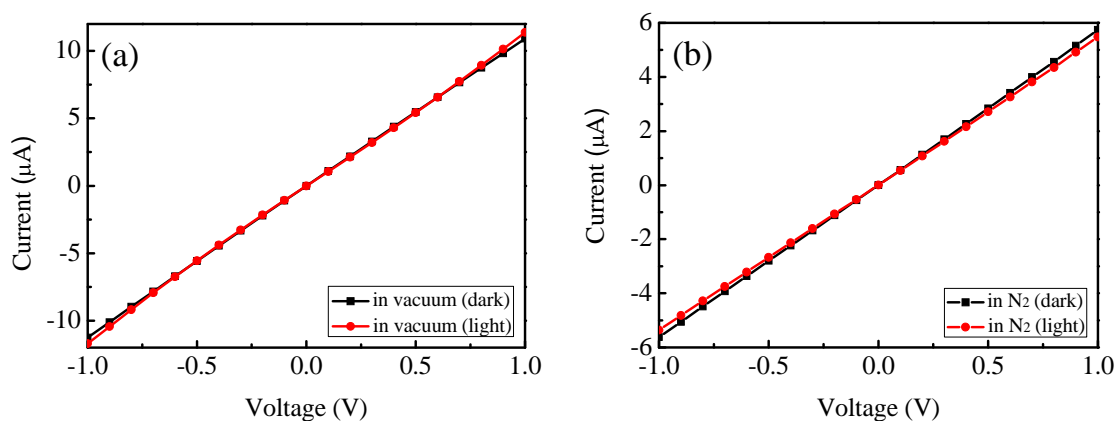 (a)
Current (μA)
10
5
0
-5
-10
in vacuum (dark)
in vacuum (light)
-1.0 -0.5 0.0 0.5 1.0
Voltage (V)
(b)
Current (μA)
6
4
2
0
-2
-4
-6
in N2 (dark)
in N2 (light)
-1.0 -0.5 0.0 0.5 1.0
Voltage (V)